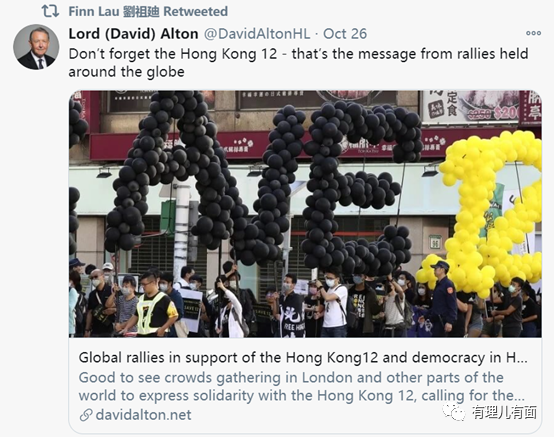 Finn Lau 劉祖廸 Retweeted
Lord (David) Alton @DavidAltonHL · Oct 26
Don't forget the Hong Kong 12 - that's the message from rallies held
around the globe
定食
Global rallies in support of the Hong Kong12 and democracy in H...
Good to see crowds gathering in London and other parts of the
world to express solidarity with the Hong Kong 12, calling for the...
davidalton.net
有理儿有面